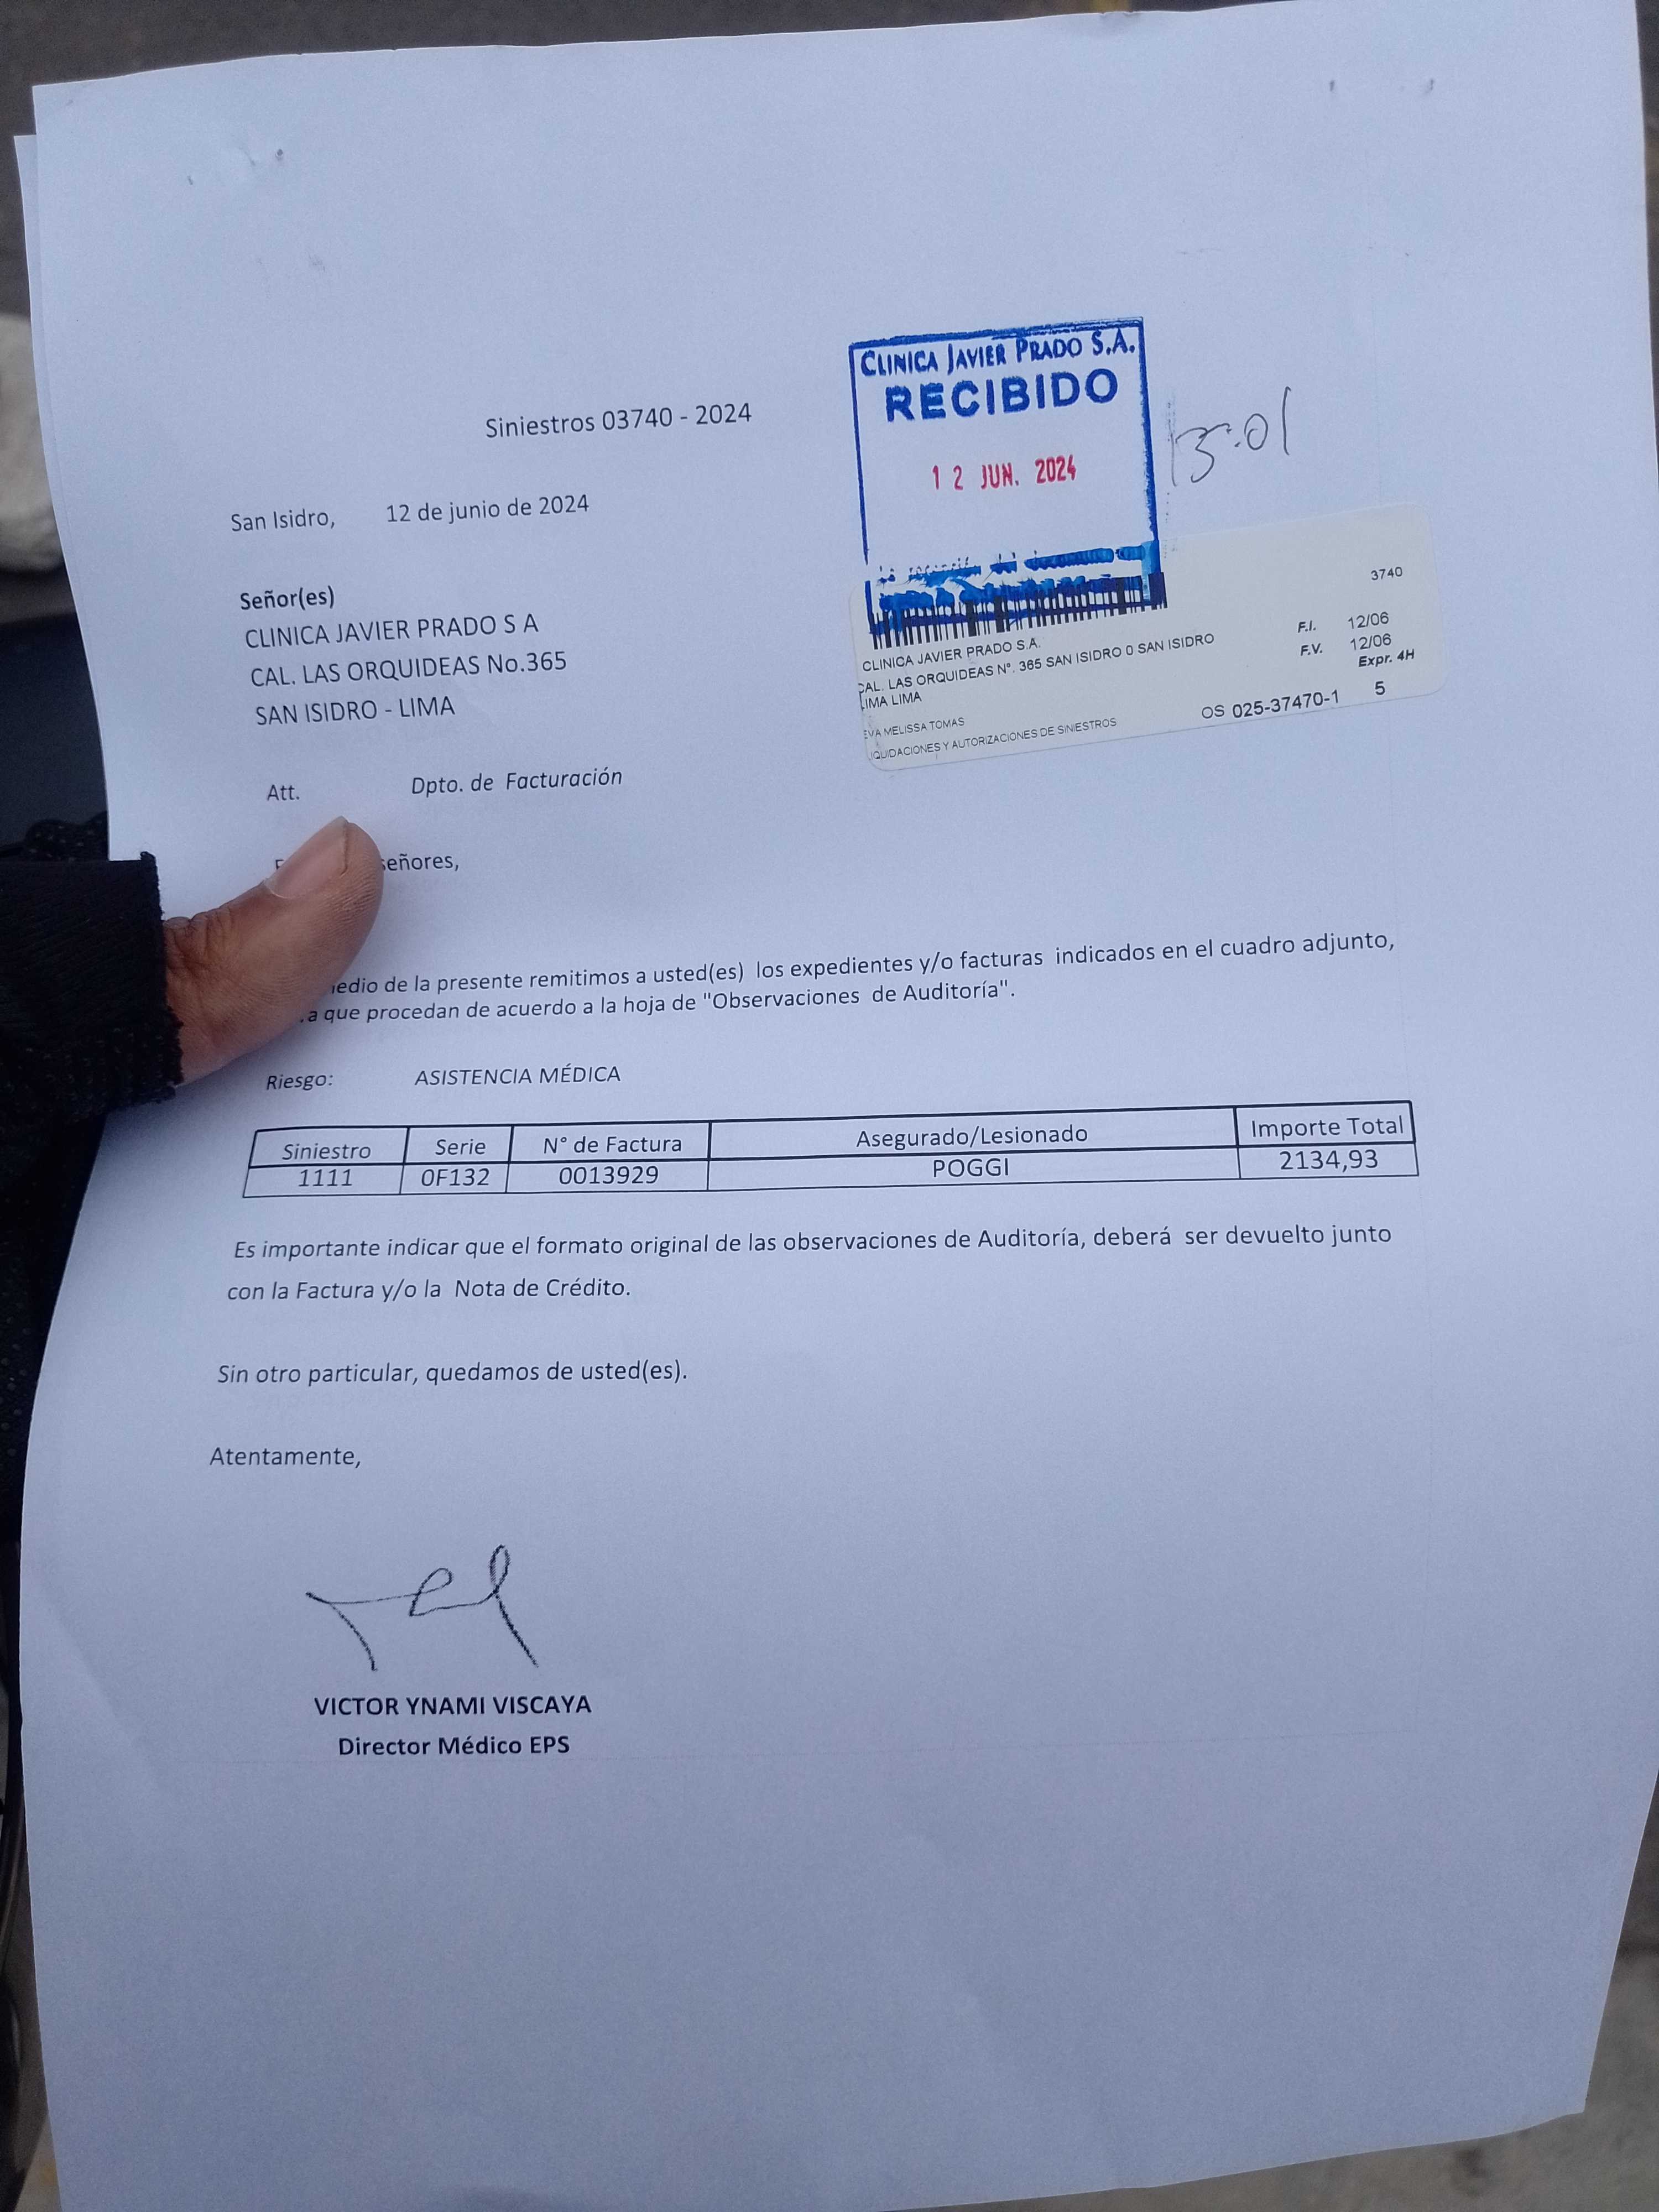 CLINICA JAVIER PRADO S.A.
RECIBIDO
12 JUN. 2024
13:01
Siniestros 03740 - 2024
San Isidro, 12 de junio de 2024
Señor(es)
CLINICA JAVIER PRADO S A
CAL. LAS ORQUIDEAS No.365
SAN ISIDRO - LIMA
3740
CLINICA JAVIER PRADO S.A.
CAL. LAS ORQUIDEAS Nº. 365 SAN ISIDRO 0 SAN ISIDRO
LIMA LIMA
EVA MELISSA TOMAS
LIQUIDACIONES Y AUTORIZACIONES DE SINIESTROS
F.I. 12/06
F.V. 12/06
Expr. 4H
OS 025-37470-1 5
Att. Dpto. de Facturación
señores,
medio de la presente remitimos a usted(es) los expedientes y/o facturas indicados en el cuadro adjunto,
que procedan de acuerdo a la hoja de "Observaciones de Auditoría".
Riesgo: ASISTENCIA MÉDICA
Siniestro Serie N° de Factura Asegurado/Lesionado Importe Total
1111 0F132 0013929 POGGI 2134,93
Es importante indicar que el formato original de las observaciones de Auditoría, deberá ser devuelto junto
con la Factura y/o la Nota de Crédito.
Sin otro particular, quedamos de usted(es).
Atentamente,
VICTOR YNAMI VISCAYA
Director Médico EPS